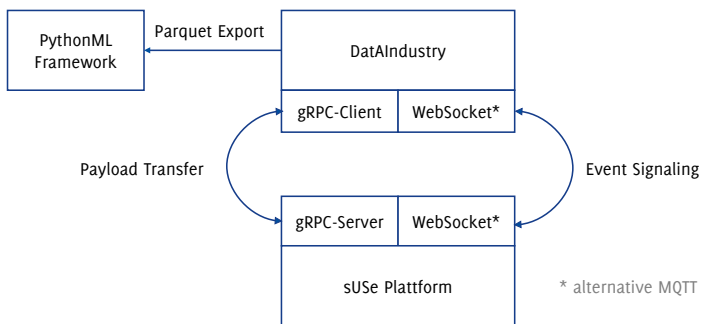 PythonML
Framework
Parquet Export
DatAIndustry
gRPC-Client
WebSocket*
Payload Transfer
Event Signaling
gRPC-Server
WebSocket*
sUSe Plattform
* alternative MQTT